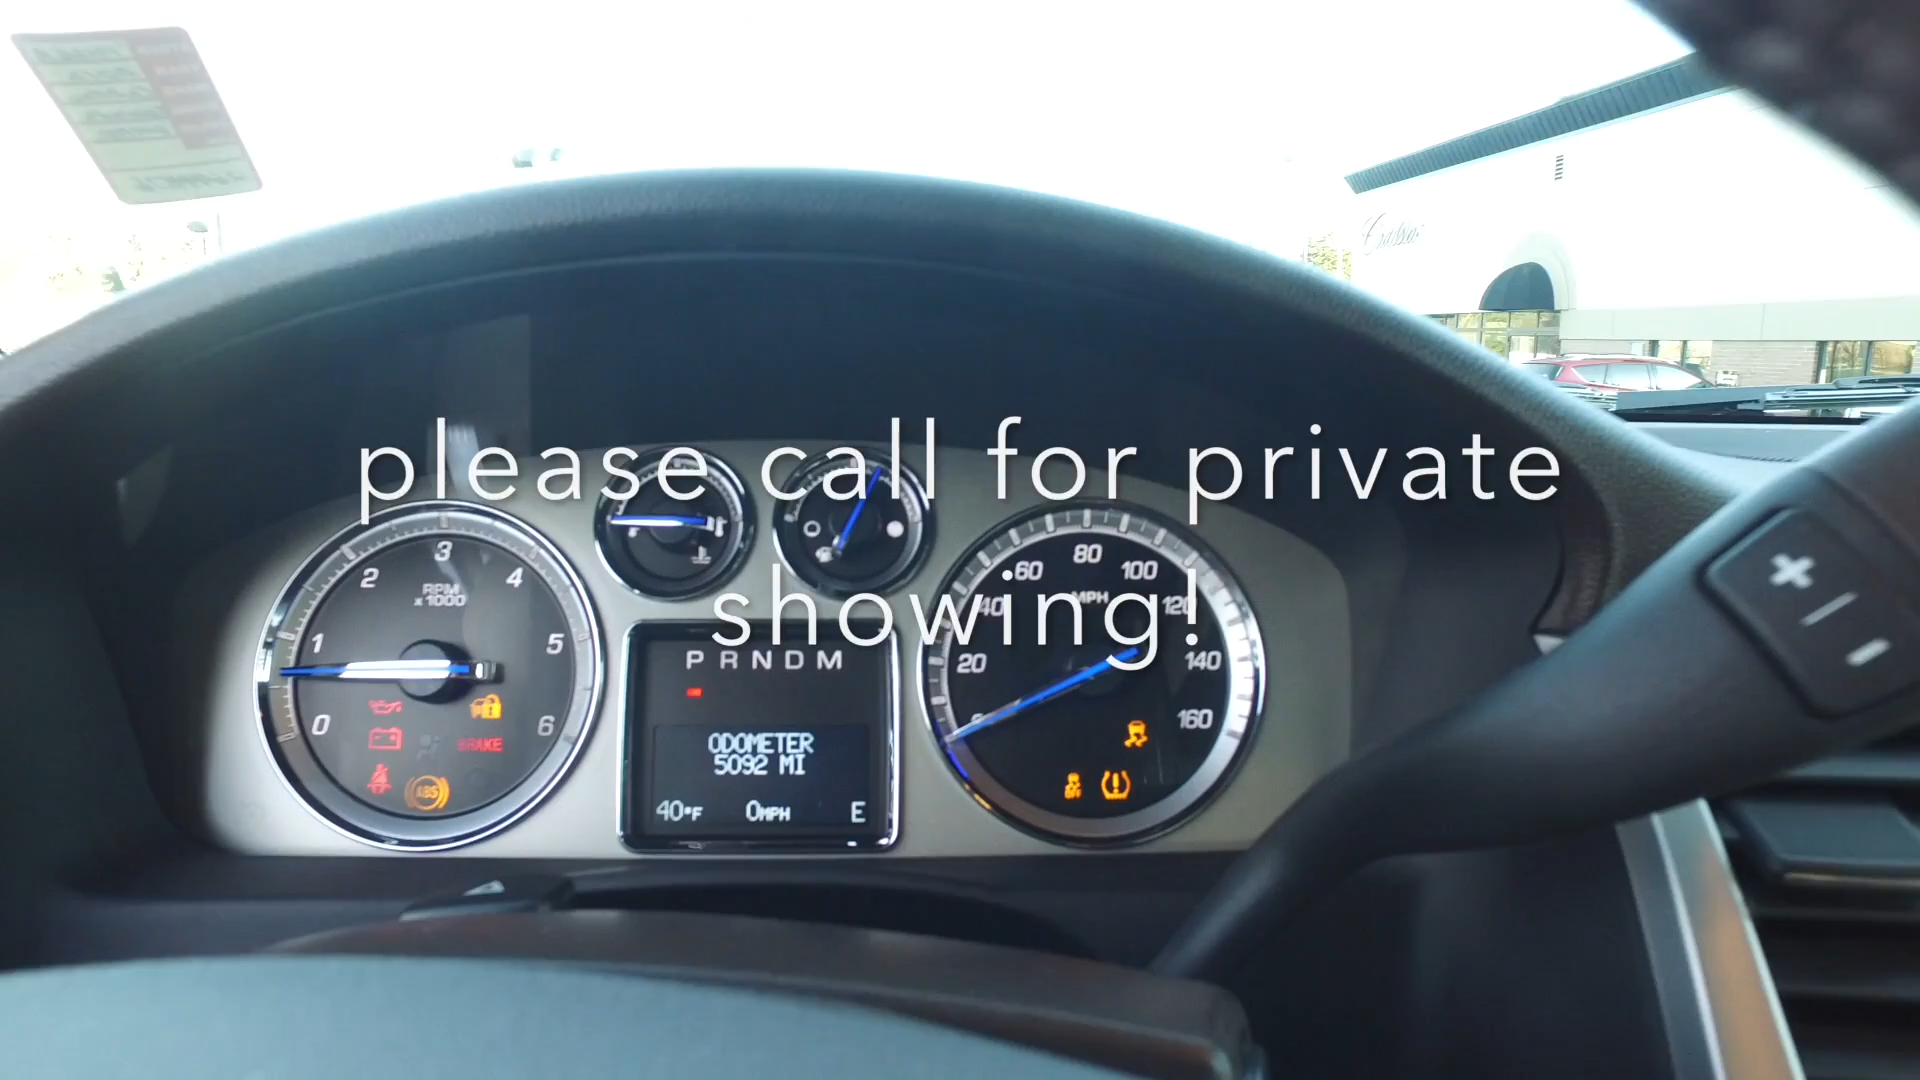 please call for private
showing!
3
2
4
RPM
x1000
1
5
0
6
BRAKE
ABS
P R N D M
ODOMETER
5092 MI
40°F 0MPH E
80
60
100
40
MPH
120
20
140
160
OFF
+